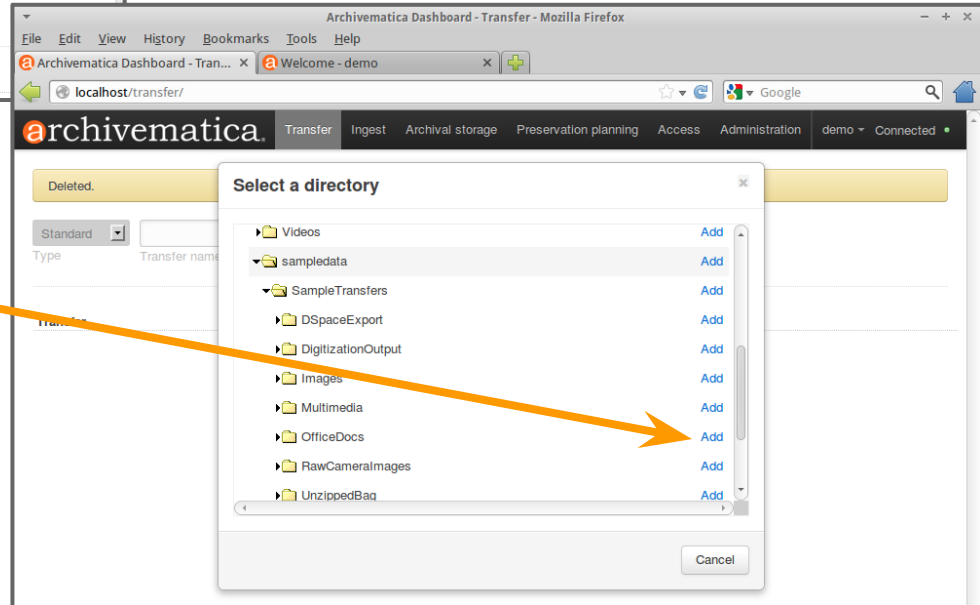 Archivematica Dashboard - Transfer - Mozilla Firefox
File Edit View History Bookmarks Tools Help
Archivematica Dashboard - Tran... Welcome - demo
localhost/transfer/ Google
archivematica. Transfer Ingest Archival storage Preservation planning Access Administration demo Connected
Deleted.
Select a directory
Standard
Type Transfer name
Transfer
Videos Add
sampledata Add
SampleTransfers Add
DSpaceExport Add
DigitizationOutput Add
Images Add
Multimedia Add
OfficeDocs Add
RawCameraImages Add
UnzippedBag Add
Cancel